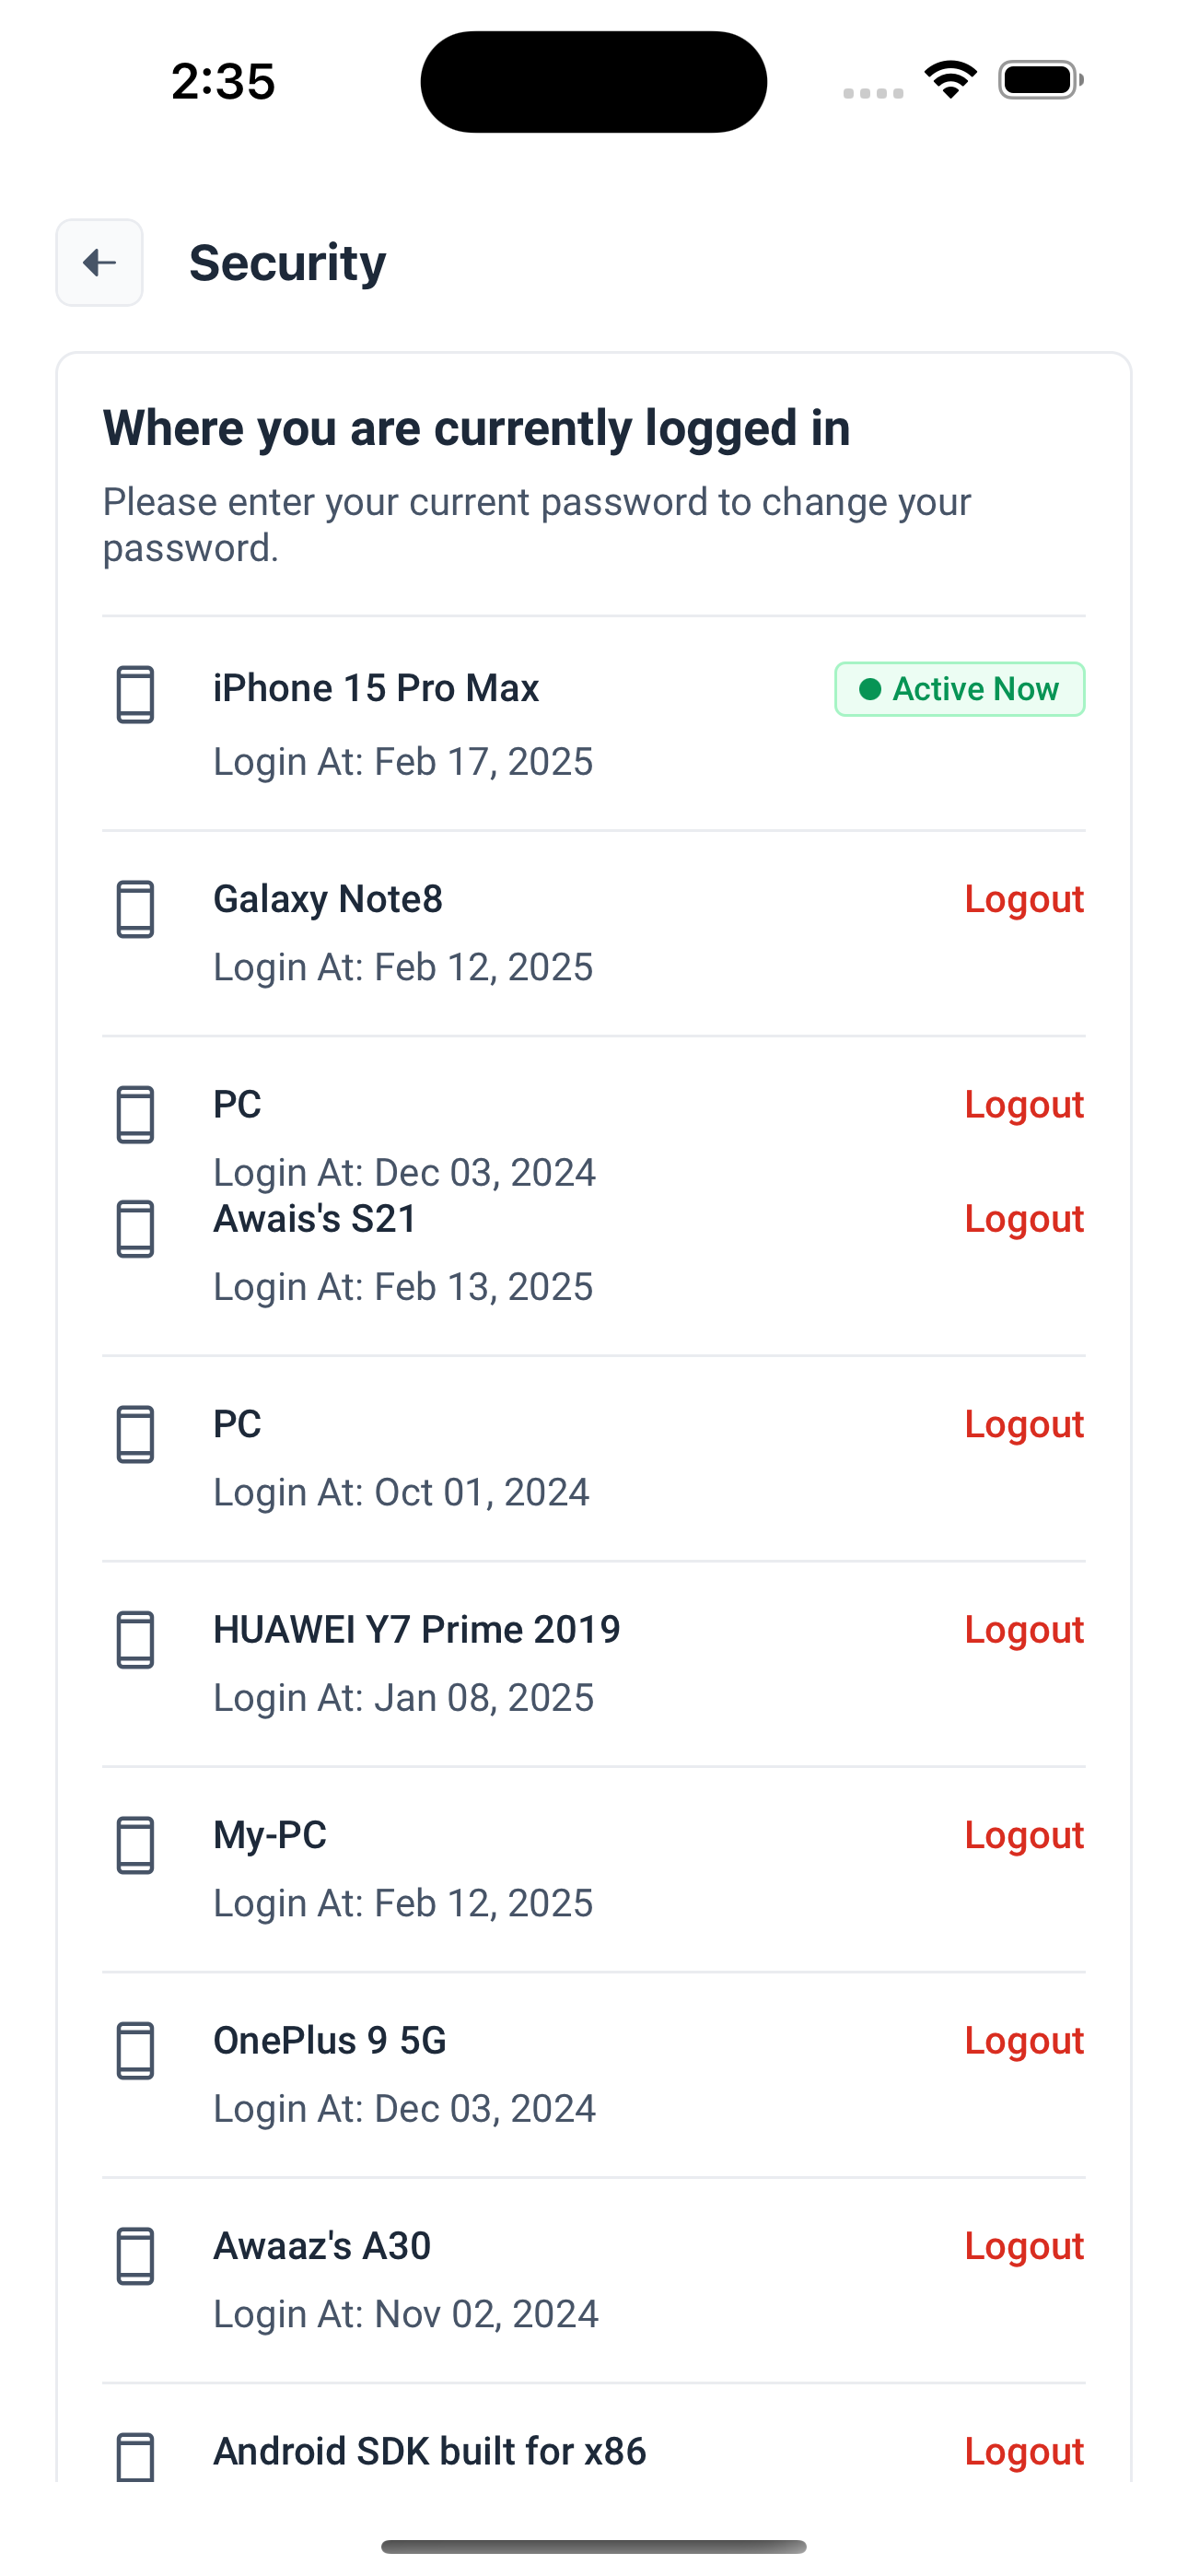 2:35
Security
Where you are currently logged in
Please enter your current password to change your
password.
iPhone 15 Pro Max
Active Now
Login At: Feb 17, 2025
Galaxy Note8
Logout
Login At: Feb 12, 2025
PC
Logout
Login At: Dec 03, 2024
Awais's S21
Logout
Login At: Feb 13, 2025
PC
Logout
Login At: Oct 01, 2024
HUAWEI Y7 Prime 2019
Logout
Login At: Jan 08, 2025
My-PC
Logout
Login At: Feb 12, 2025
OnePlus 9 5G
Logout
Login At: Dec 03, 2024
Awaaz's A30
Logout
Login At: Nov 02, 2024
Android SDK built for x86
Logout